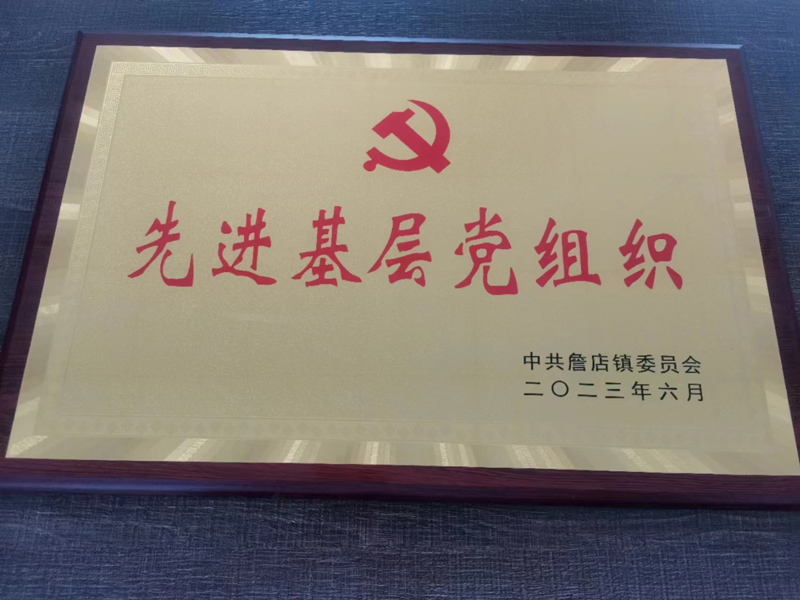 先进基层党组织
中共詹店镇委员会
二〇二三年六月